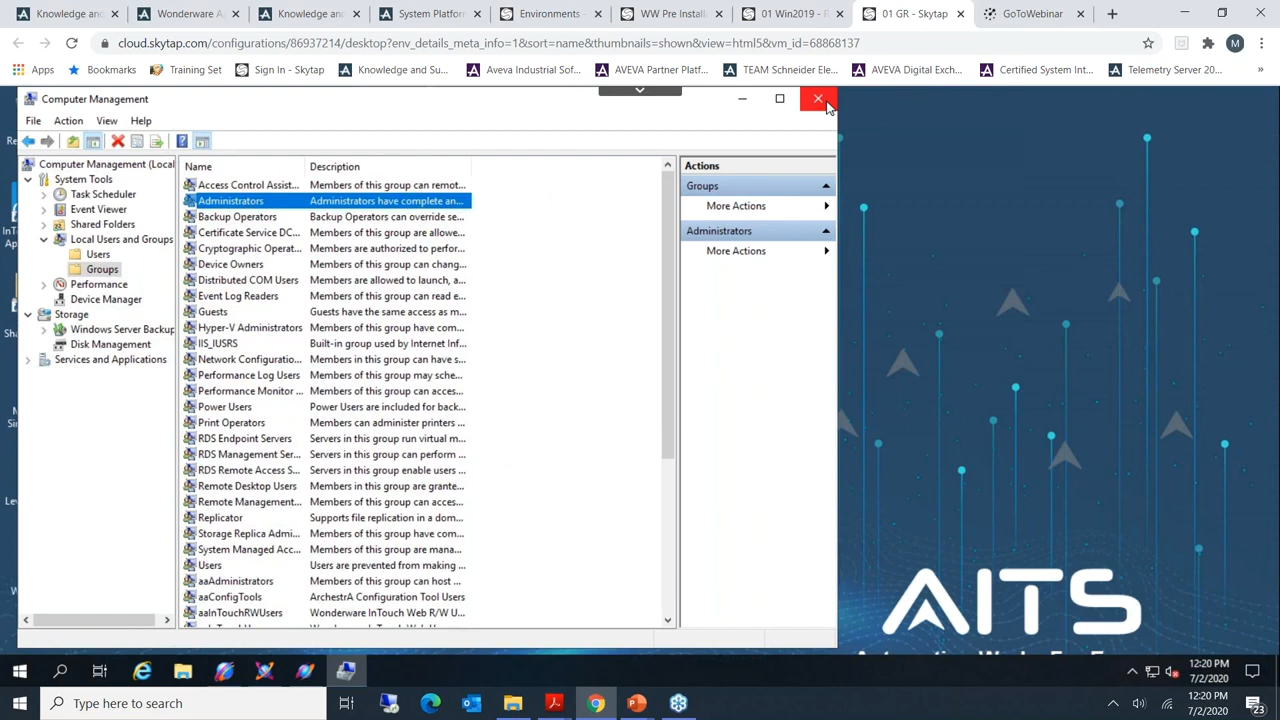 Knowledge and
Wonderware A
Knowledge and
System Platfor
Environments -
WW Pre Install
01 Win2019 - R
01 GR - Skytap
GoToWebinar
cloud.skytap.com/configurations/86937214/desktop?env_details_meta_info=1&sort=name&thumbnails=shown&view=html5&vm_id=68868137
M
Apps
Bookmarks
Training Set
Sign In - Skytap
Knowledge and Su...
Aveva Industrial Sof...
AVEVA Partner Platf...
TEAM Schneider Ele...
AVEVA Digital Exch...
Certified System Int...
Telemetry Server 20...
Computer Management
File Action View Help
Computer Management (Local
System Tools
Task Scheduler
Event Viewer
Shared Folders
Local Users and Groups
Users
Groups
Performance
Device Manager
Storage
Windows Server Backup
Disk Management
Services and Applications
Name Description
Access Control Assist... Members of this group can remot...
Administrators Administrators have complete an...
Backup Operators Backup Operators can override se...
Certificate Service DC... Members of this group are allowe...
Cryptographic Operat... Members are authorized to perfor...
Device Owners Members of this group can chang...
Distributed COM Users Members are allowed to launch, a...
Event Log Readers Members of this group can read e...
Guests Guests have the same access as m...
Hyper-V Administrators Members of this group have com...
IIS_IUSRS Built-in group used by Internet Inf...
Network Configuratio... Members in this group can have s...
Performance Log Users Members of this group may sche...
Performance Monitor ... Members of this group can acces...
Power Users Power Users are included for back...
Print Operators Members can administer printers ...
RDS Endpoint Servers Servers in this group run virtual m...
RDS Management Ser... Servers in this group can perform ...
RDS Remote Access S... Servers in this group enable users ...
Remote Desktop Users Members in this group are grante...
Remote Management... Members of this group can acces...
Replicator Supports file replication in a dom...
Storage Replica Admi... Members of this group have com...
System Managed Acc... Members of this group are mana...
Users Users are prevented from making ...
aaAdministrators Members of this group can host ...
aaConfigTools ArchestrA Configuration Tool Users
aaInTouchRWUsers Wonderware InTouch Web R/W U...
Actions
Groups
More Actions
Administrators
More Actions
AITS
12:20 PM
7/2/2020
Type here to search
12:20 PM
7/2/2020
23